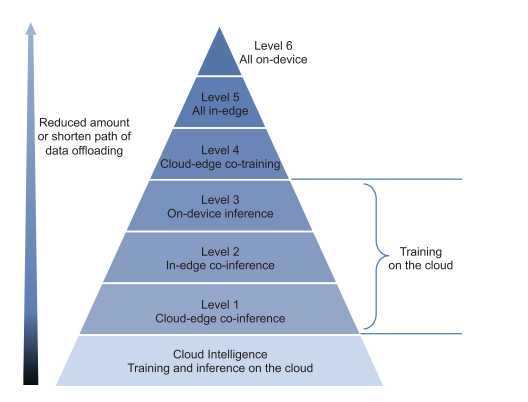 Level 6
All on-device
Level 5
All in-edge
Reduced amount
or shorten path of
data offloading
Level 4
Cloud-edge co-training
Level 3
On-device inference
Level 2
In-edge co-inference
Training
on the cloud
Level 1
Cloud-edge co-inference
Cloud Intelligence
Training and inference on the cloud